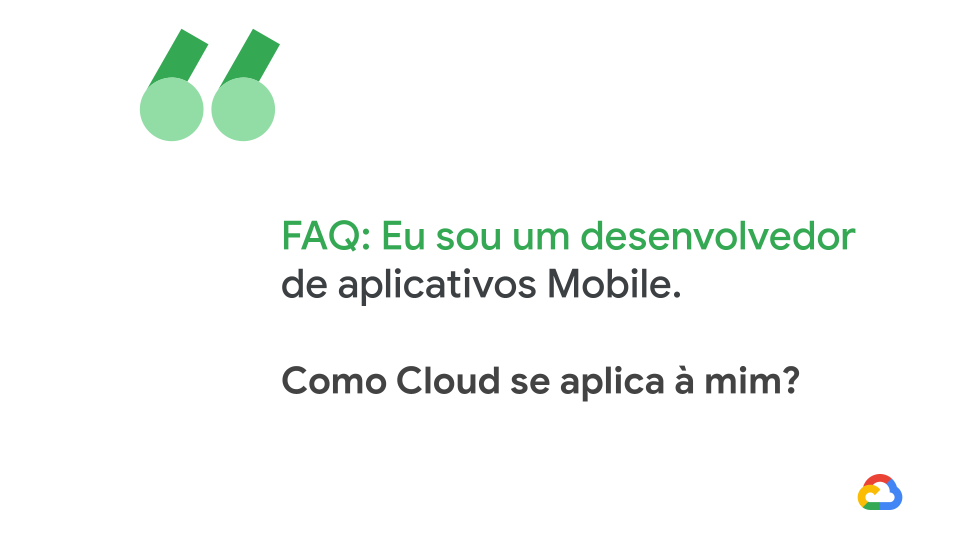 FAQ: Eu sou um desenvolvedor
de aplicativos Mobile.
Como Cloud se aplica à mim?